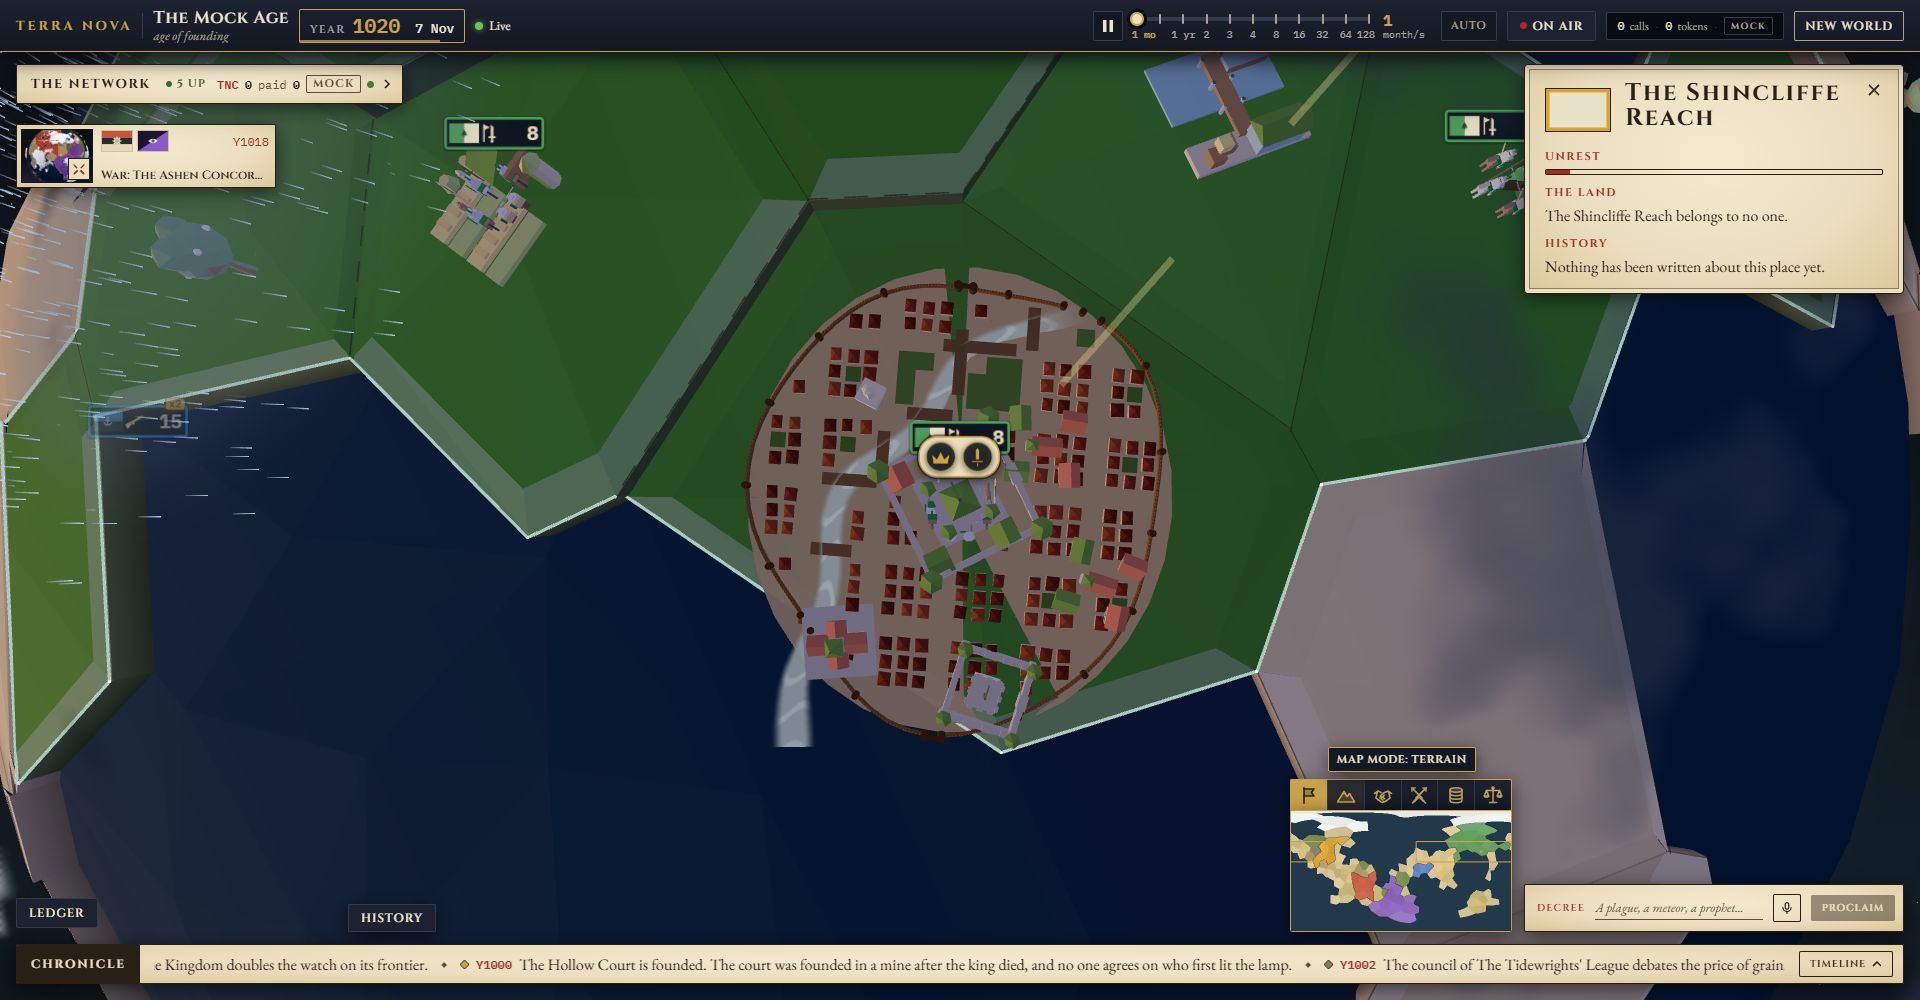 TERRA NOVA
THE MOCK AGE
age of founding
YEAR 1020 7 Nov
Live
1 mo 1 yr 2 3 4 8 16 32 64 128
1 month/s
AUTO
ON AIR
0 calls · 0 tokens · MOCK
NEW WORLD
THE NETWORK
5 UP
TNC 0 paid 0
MOCK
Y1018
WAR: THE ASHEN CONCOR...
8
15
x2
8
THE SHINCLIFFE REACH
UNREST
THE LAND
The Shincliffe Reach belongs to no one.
HISTORY
Nothing has been written about this place yet.
MAP MODE: TERRAIN
LEDGER
HISTORY
DECREE
A plague, a meteor, a prophet...
PROCLAIM
CHRONICLE
e Kingdom doubles the watch on its frontier.
Y1000 The Hollow Court is founded. The court was founded in a mine after the king died, and no one agrees on who first lit the lamp.
Y1002 The council of The Tidewrights' League debates the price of grain
TIMELINE